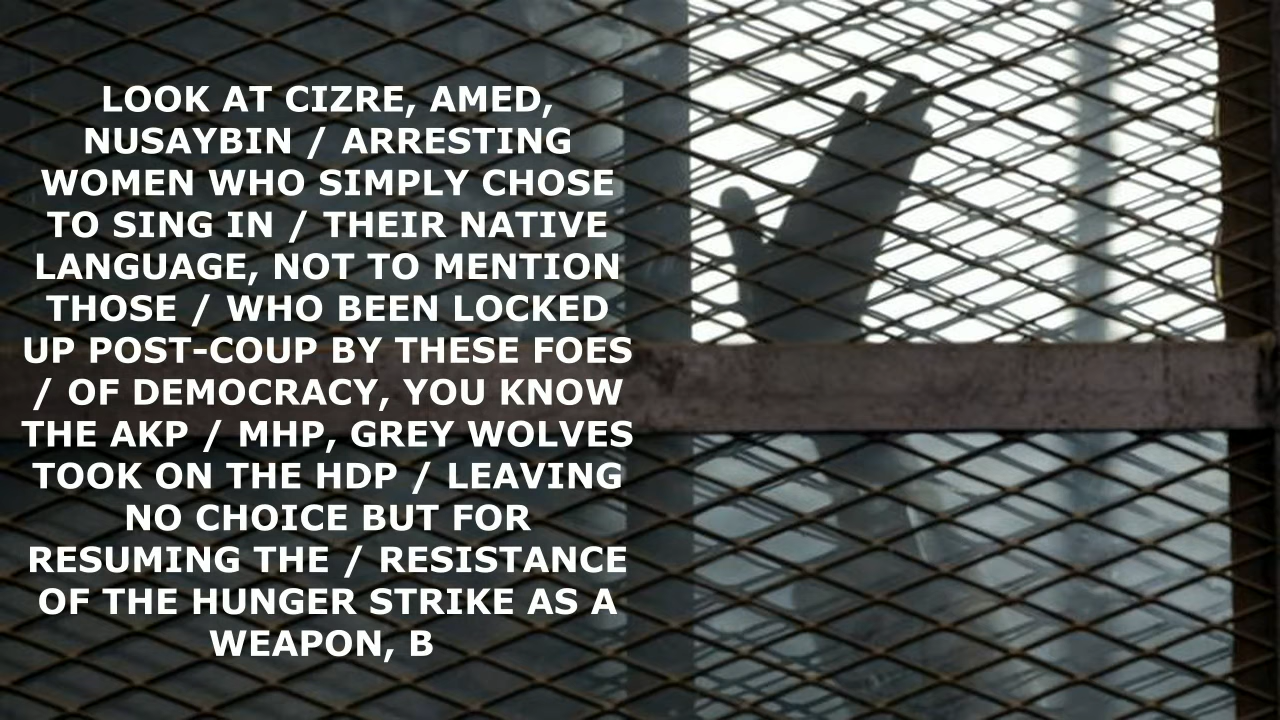 LOOK AT CIZRE, AMED,
NUSAYBIN / ARRESTING
WOMEN WHO SIMPLY CHOSE
TO SING IN / THEIR NATIVE
LANGUAGE, NOT TO MENTION
THOSE / WHO BEEN LOCKED
UP POST-COUP BY THESE FOES
/ OF DEMOCRACY, YOU KNOW
THE AKP / MHP, GREY WOLVES
TOOK ON THE HDP / LEAVING
NO CHOICE BUT FOR
RESUMING THE / RESISTANCE
OF THE HUNGER STRIKE AS A
WEAPON, B